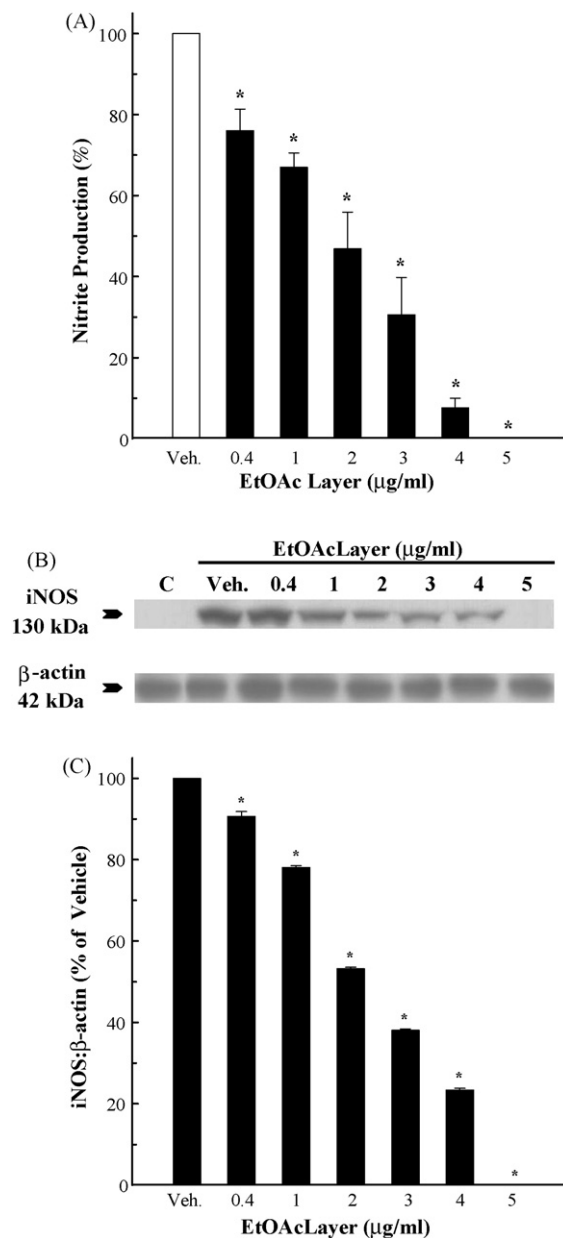 (A)
Nitrite Production (%)
100
80
60
40
20
0
*
*
*
*
*
*
Veh. 0.4 1 2 3 4 5
EtOAc Layer (μg/ml)
(B)
EtOAcLayer (μg/ml)
C Veh. 0.4 1 2 3 4 5
iNOS
130 kDa
β-actin
42 kDa
(C)
iNOS:β-actin (% of Vehicle)
100
80
60
40
20
0
*
*
*
*
*
*
Veh. 0.4 1 2 3 4 5
EtOAcLayer (μg/ml)